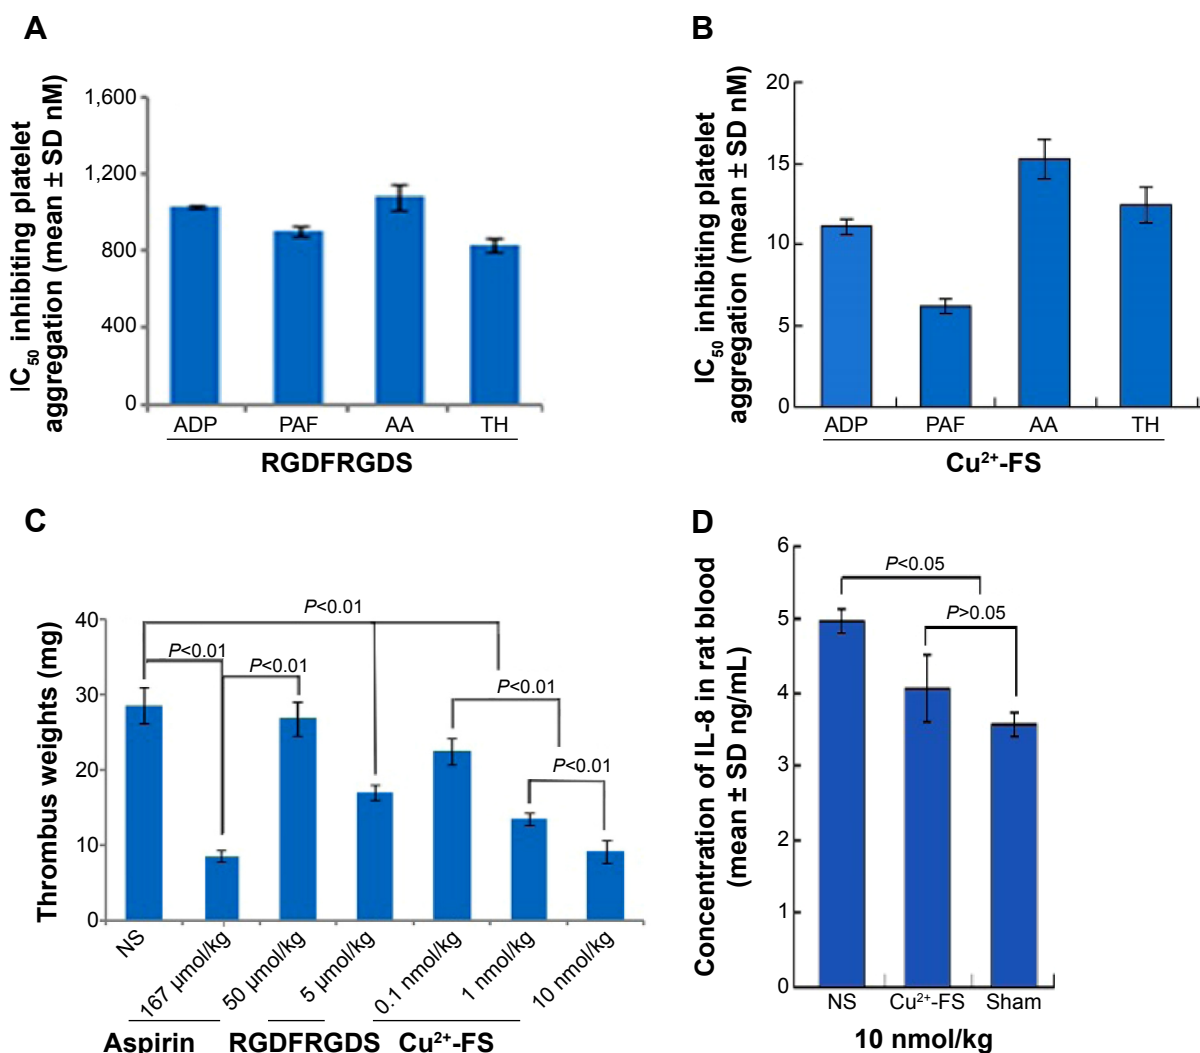 A
IC50 inhibiting platelet
aggregation (mean ± SD nM)
1,600
1,200
800
400
0
ADP PAF AA TH
RGDFRGDS
B
IC50 inhibiting platelet
aggregation (mean ± SD nM)
20
15
10
5
0
ADP PAF AA TH
Cu2+-FS
C
Thrombus weights (mg)
40
30
20
10
0
P<0.01
P<0.01
P<0.01
P<0.01
P<0.01
NS 167 µmol/kg 50 µmol/kg 5 µmol/kg 0.1 nmol/kg 1 nmol/kg 10 nmol/kg
Aspirin RGDFRGDS Cu2+-FS
D
Concentration of IL-8 in rat blood
(mean ± SD ng/mL)
6
5
4
3
2
1
0
P<0.05
P>0.05
NS Cu2+-FS Sham
10 nmol/kg